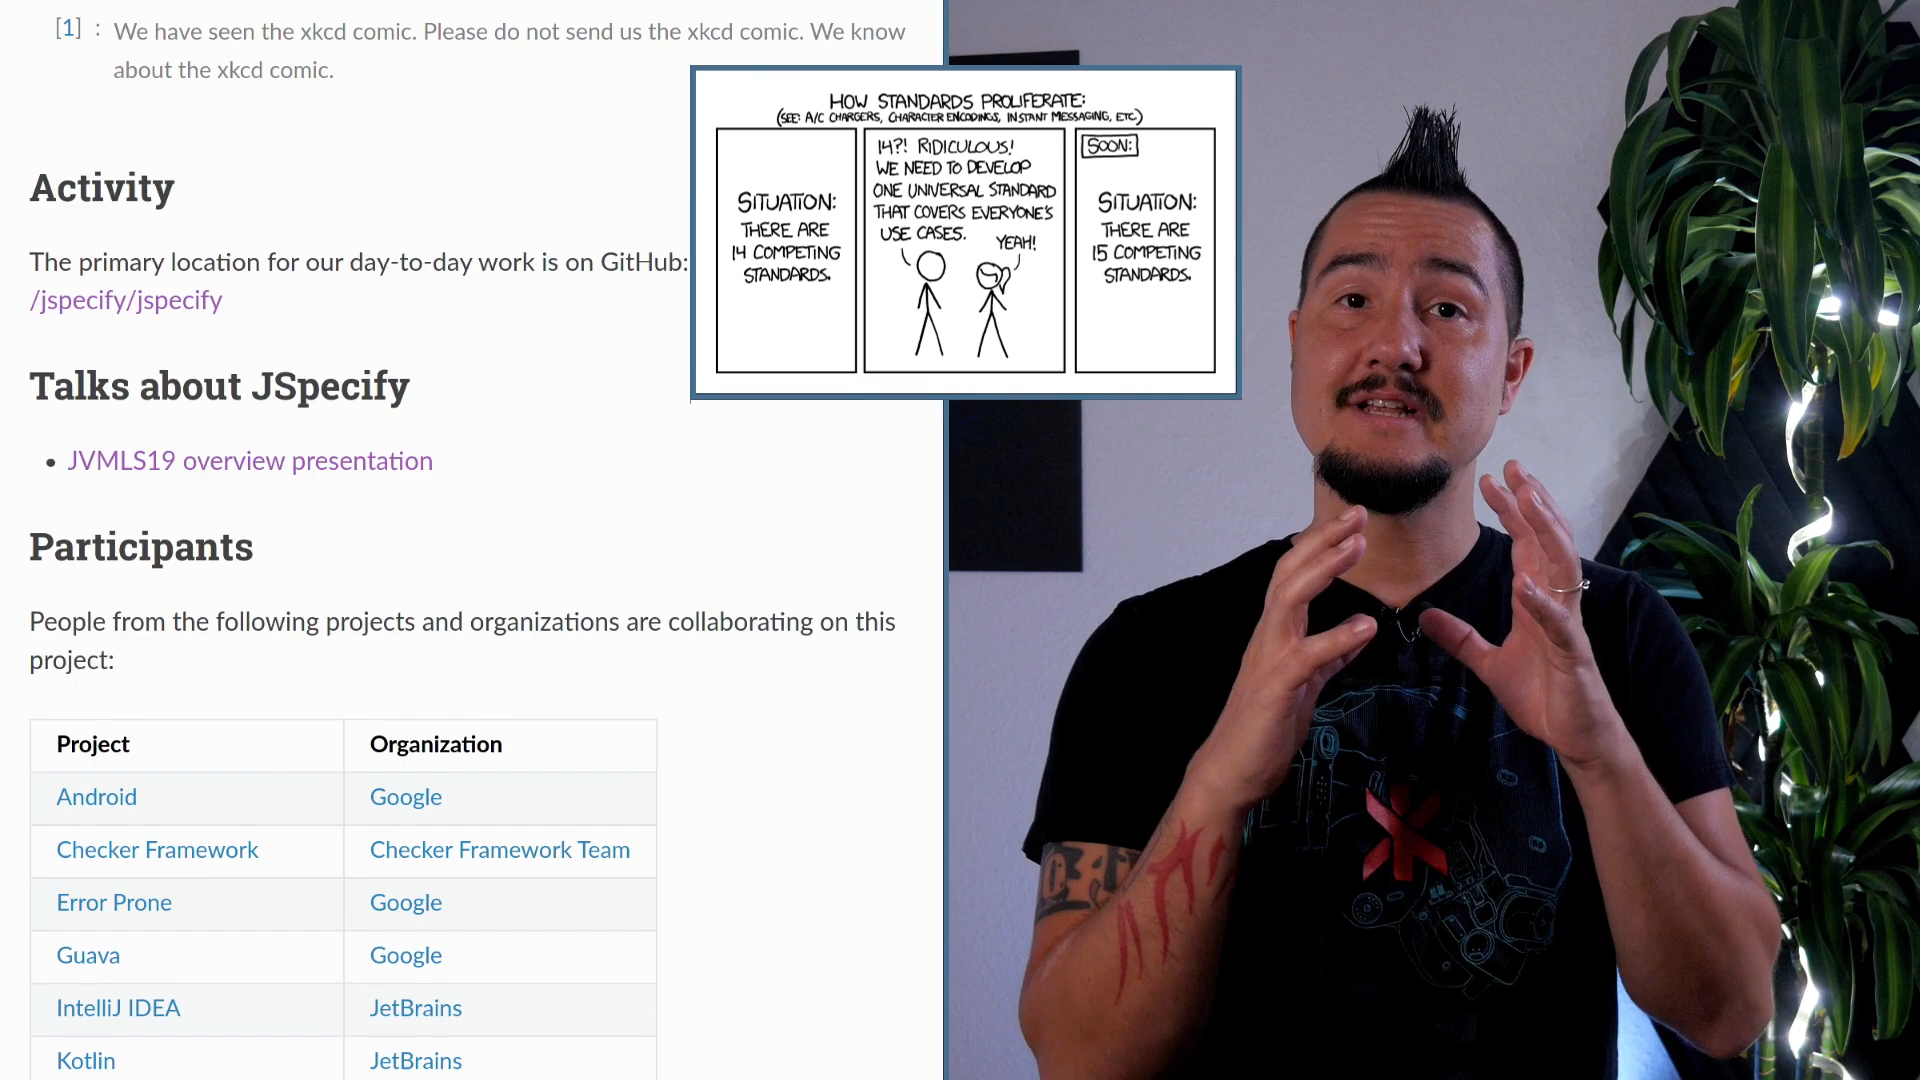 [1] : We have seen the xkcd comic. Please do not send us the xkcd comic. We know
about the xkcd comic.
Activity
The primary location for our day-to-day work is on GitHub:
/jspecify/jspecify
Talks about JSpecify
• JVMLS19 overview presentation
Participants
People from the following projects and organizations are collaborating on this
project:
Project Organization
Android Google
Checker Framework Checker Framework Team
Error Prone Google
Guava Google
IntelliJ IDEA JetBrains
Kotlin JetBrains
HOW STANDARDS PROLIFERATE:
(SEE: A/C CHARGERS, CHARACTER ENCODINGS, INSTANT MESSAGING, ETC.)
SITUATION:
THERE ARE
14 COMPETING
STANDARDS.
14?! RIDICULOUS!
WE NEED TO DEVELOP
ONE UNIVERSAL STANDARD
THAT COVERS EVERYONE'S
USE CASES.
YEAH!
SOON:
SITUATION:
THERE ARE
15 COMPETING
STANDARDS.